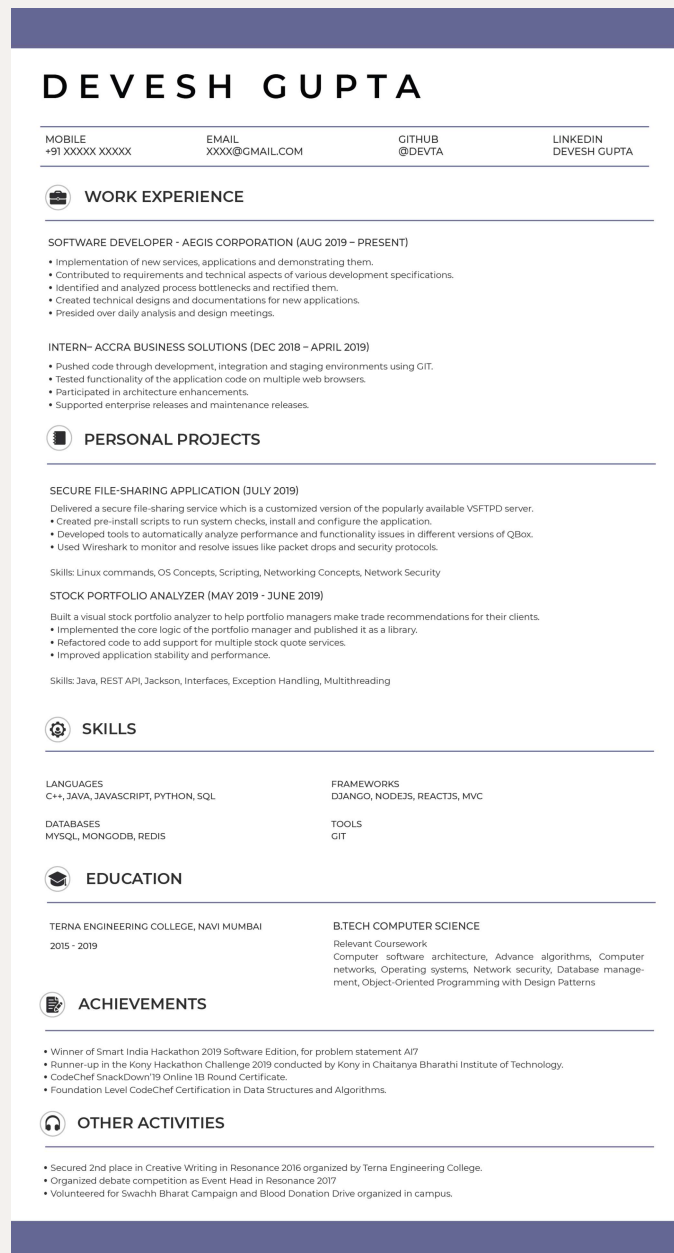 DEVESH GUPTA
MOBILE
+91 XXXXX XXXXX
EMAIL
XXXX@GMAIL.COM
GITHUB
@DEVTA
LINKEDIN
DEVESH GUPTA
WORK EXPERIENCE
SOFTWARE DEVELOPER - AEGIS CORPORATION (AUG 2019 – PRESENT)
• Implementation of new services, applications and demonstrating them.
• Contributed to requirements and technical aspects of various development specifications.
• Identified and analyzed process bottlenecks and rectified them.
• Created technical designs and documentations for new applications.
• Presided over daily analysis and design meetings.
INTERN– ACCRA BUSINESS SOLUTIONS (DEC 2018 – APRIL 2019)
• Pushed code through development, integration and staging environments using GIT.
• Tested functionality of the application code on multiple web browsers.
• Participated in architecture enhancements.
• Supported enterprise releases and maintenance releases.
PERSONAL PROJECTS
SECURE FILE-SHARING APPLICATION (JULY 2019)
Delivered a secure file-sharing service which is a customized version of the popularly available VSFTPD server.
• Created pre-install scripts to run system checks, install and configure the application.
• Developed tools to automatically analyze performance and functionality issues in different versions of QBox.
• Used Wireshark to monitor and resolve issues like packet drops and security protocols.
Skills: Linux commands, OS Concepts, Scripting, Networking Concepts, Network Security
STOCK PORTFOLIO ANALYZER (MAY 2019 - JUNE 2019)
Built a visual stock portfolio analyzer to help portfolio managers make trade recommendations for their clients.
• Implemented the core logic of the portfolio manager and published it as a library.
• Refactored code to add support for multiple stock quote services.
• Improved application stability and performance.
Skills: Java, REST API, Jackson, Interfaces, Exception Handling, Multithreading
SKILLS
LANGUAGES
C++, JAVA, JAVASCRIPT, PYTHON, SQL
FRAMEWORKS
DJANGO, NODEJS, REACTJS, MVC
DATABASES
MYSQL, MONGODB, REDIS
TOOLS
GIT
EDUCATION
TERNA ENGINEERING COLLEGE, NAVI MUMBAI
2015 - 2019
B.TECH COMPUTER SCIENCE
Relevant Coursework
Computer software architecture, Advance algorithms, Computer
networks, Operating systems, Network security, Database manage-
ment, Object-Oriented Programming with Design Patterns
ACHIEVEMENTS
• Winner of Smart India Hackathon 2019 Software Edition, for problem statement AI7
• Runner-up in the Kony Hackathon Challenge 2019 conducted by Kony in Chaitanya Bharathi Institute of Technology.
• CodeChef SnackDown'19 Online 1B Round Certificate.
• Foundation Level CodeChef Certification in Data Structures and Algorithms.
OTHER ACTIVITIES
• Secured 2nd place in Creative Writing in Resonance 2016 organized by Terna Engineering College.
• Organized debate competition as Event Head in Resonance 2017
• Volunteered for Swachh Bharat Campaign and Blood Donation Drive organized in campus.